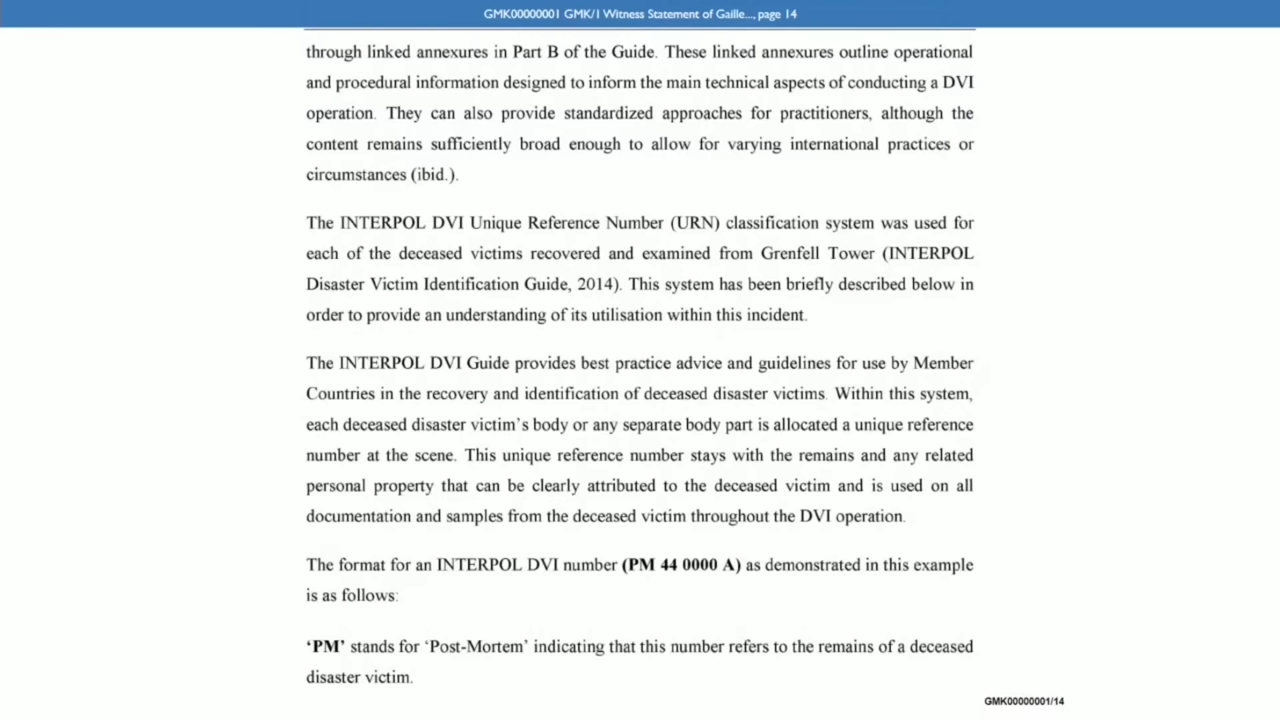 GMK00000001 GMK/1 Witness Statement of Gaille..., page 14
through linked annexures in Part B of the Guide. These linked annexures outline operational
and procedural information designed to inform the main technical aspects of conducting a DVI
operation. They can also provide standardized approaches for practitioners, although the
content remains sufficiently broad enough to allow for varying international practices or
circumstances (ibid.).
The INTERPOL DVI Unique Reference Number (URN) classification system was used for
each of the deceased victims recovered and examined from Grenfell Tower (INTERPOL
Disaster Victim Identification Guide, 2014). This system has been briefly described below in
order to provide an understanding of its utilisation within this incident.
The INTERPOL DVI Guide provides best practice advice and guidelines for use by Member
Countries in the recovery and identification of deceased disaster victims. Within this system,
each deceased disaster victim's body or any separate body part is allocated a unique reference
number at the scene. This unique reference number stays with the remains and any related
personal property that can be clearly attributed to the deceased victim and is used on all
documentation and samples from the deceased victim throughout the DVI operation.
The format for an INTERPOL DVI number (PM 44 0000 A) as demonstrated in this example
is as follows:
‘PM’ stands for ‘Post-Mortem’ indicating that this number refers to the remains of a deceased
disaster victim.
GMK00000001/14